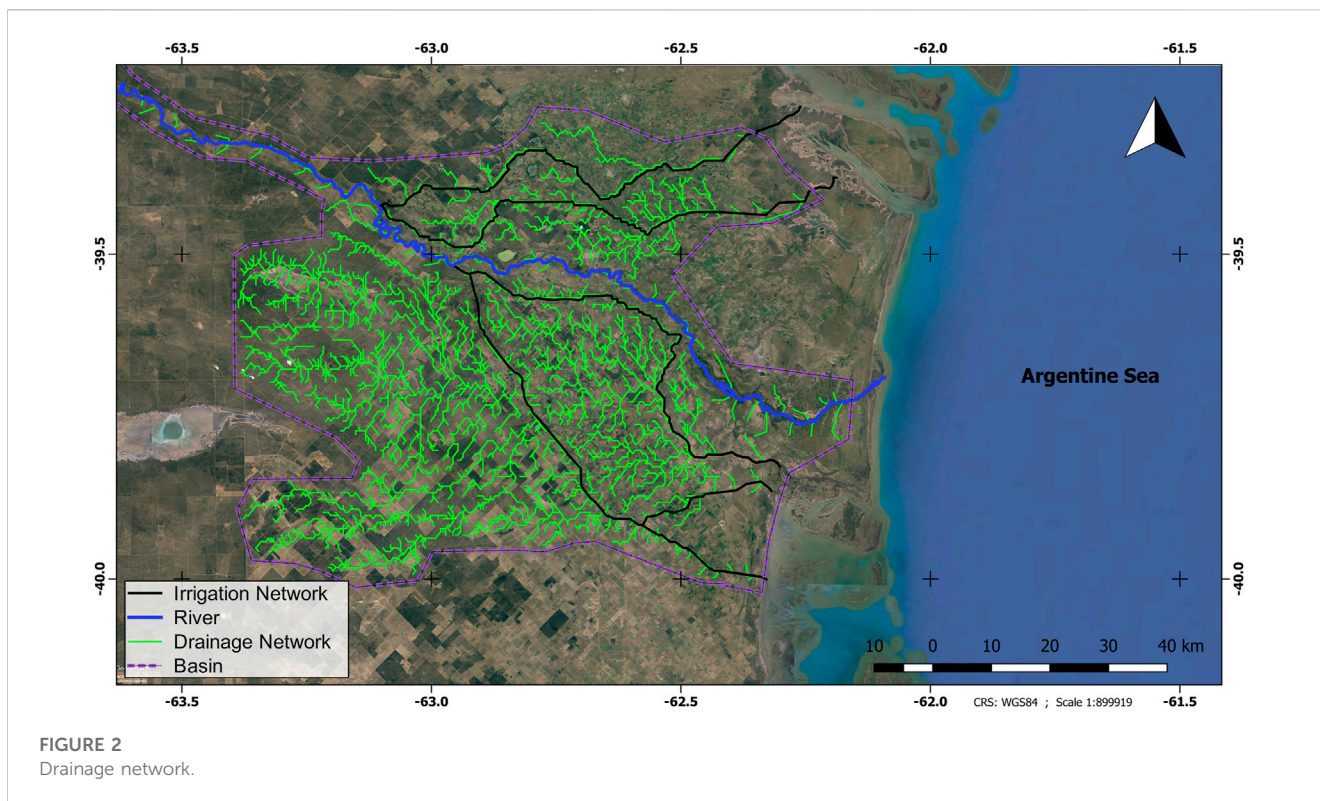 -63.5 -63.0 -62.5 -62.0 -61.5
-39.5 -39.5
Argentine Sea
-40.0 -40.0
Irrigation Network
River
Drainage Network
Basin
10 0 10 20 30 40 km
-63.5 -63.0 -62.5 -62.0 -61.5
CRS: WGS84 ; Scale 1:899919
FIGURE 2
Drainage network.